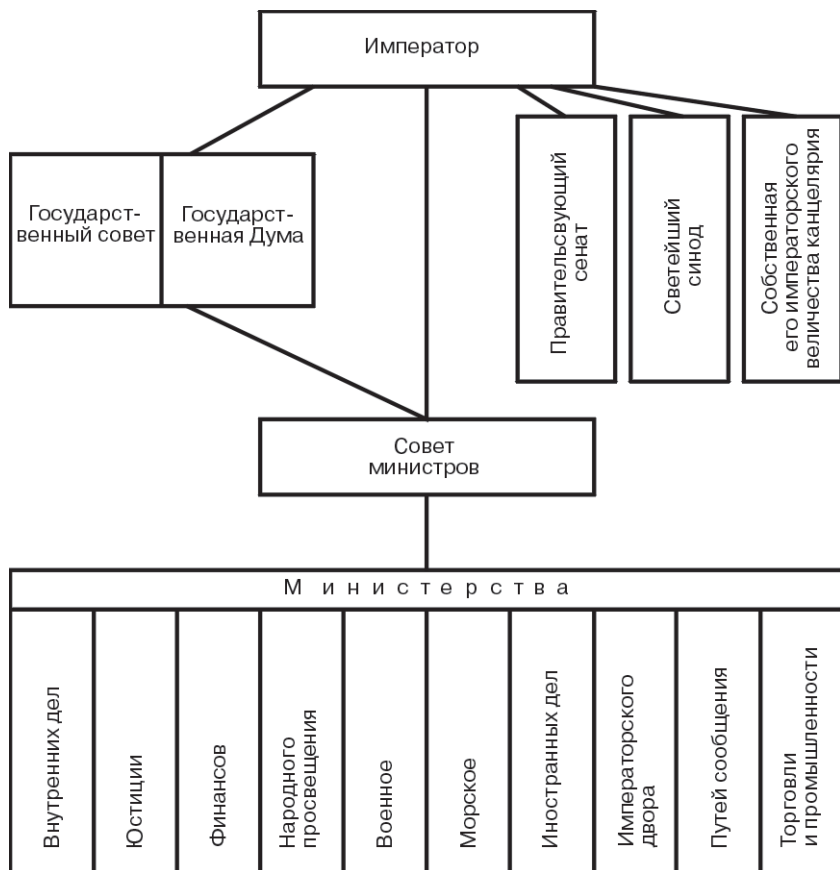 Император
Государст-
венный совет
Государст-
венная Дума
Правительсвующий
сенат
Светейший
синод
Собственная
его императорского
величества канцелярия
Совет
министров
Министерства
Внутренних дел
Юстиции
Финансов
Народного
просвещения
Военное
Морское
Иностранных дел
Императорского
двора
Путей сообщения
Торговли
и промышленности